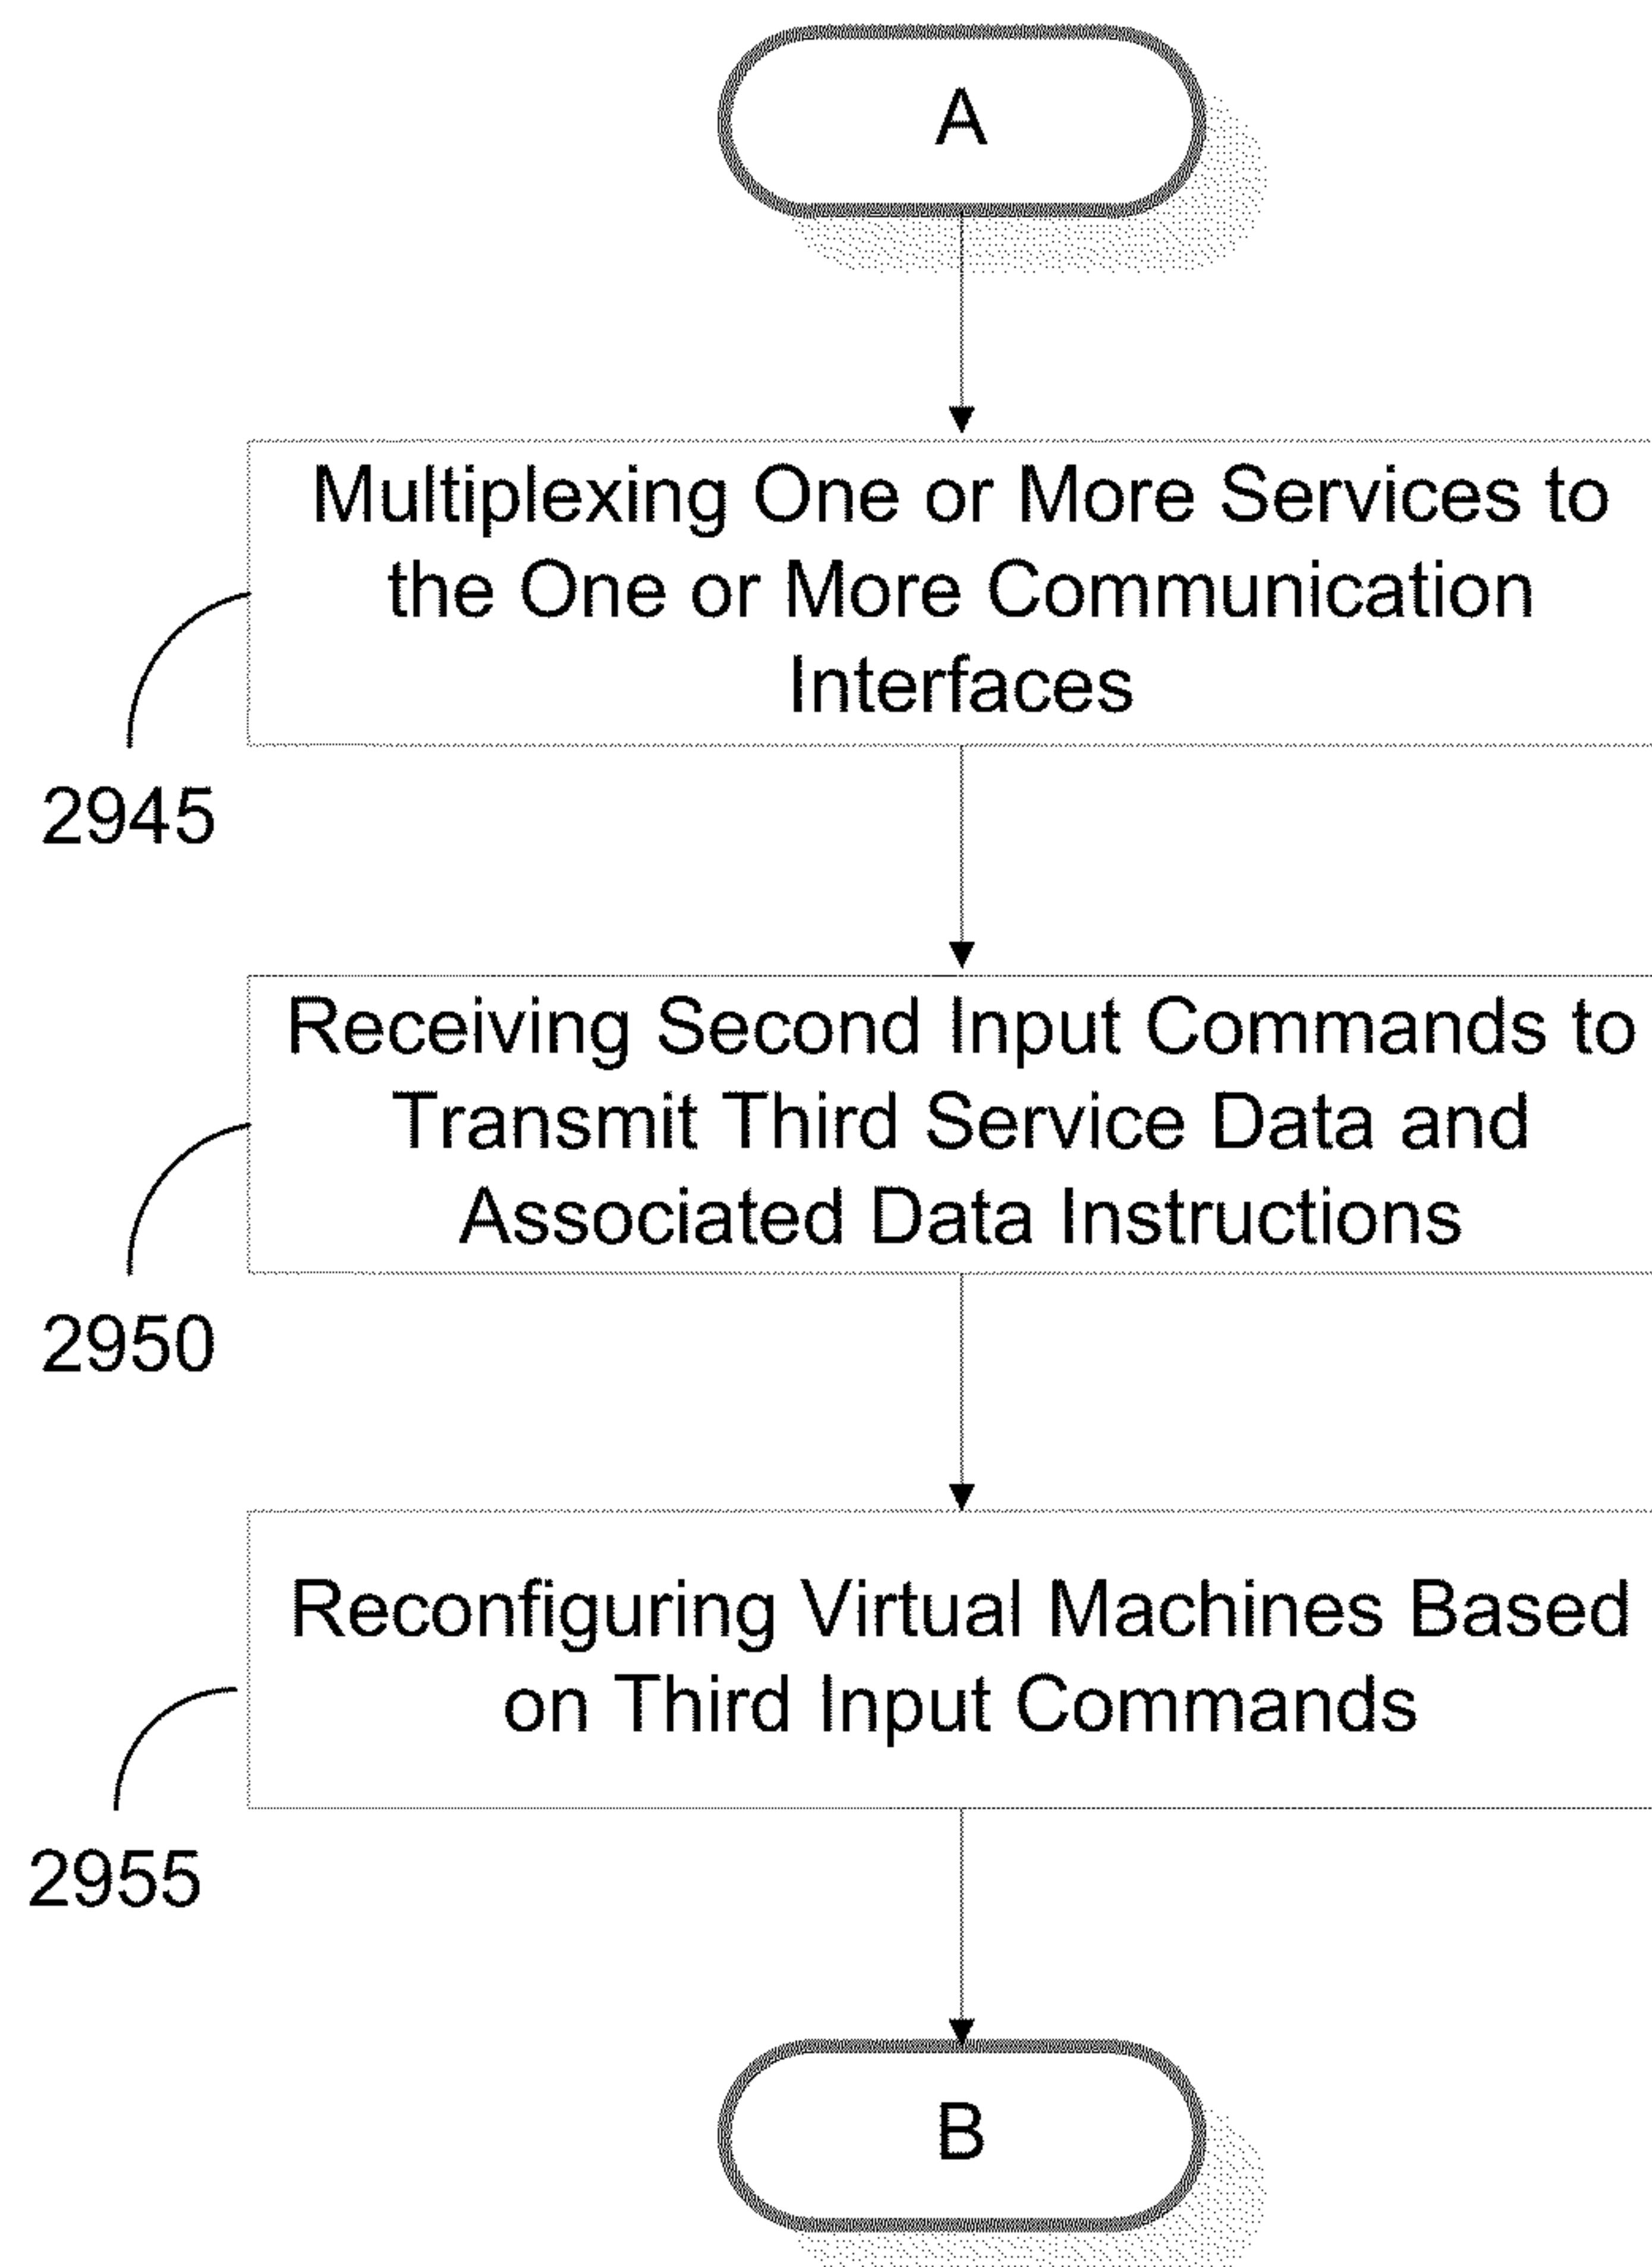 A
Multiplexing One or More Services to
the One or More Communication
Interfaces
2945
Receiving Second Input Commands to
Transmit Third Service Data and
Associated Data Instructions
2950
Reconfiguring Virtual Machines Based
on Third Input Commands
2955
B